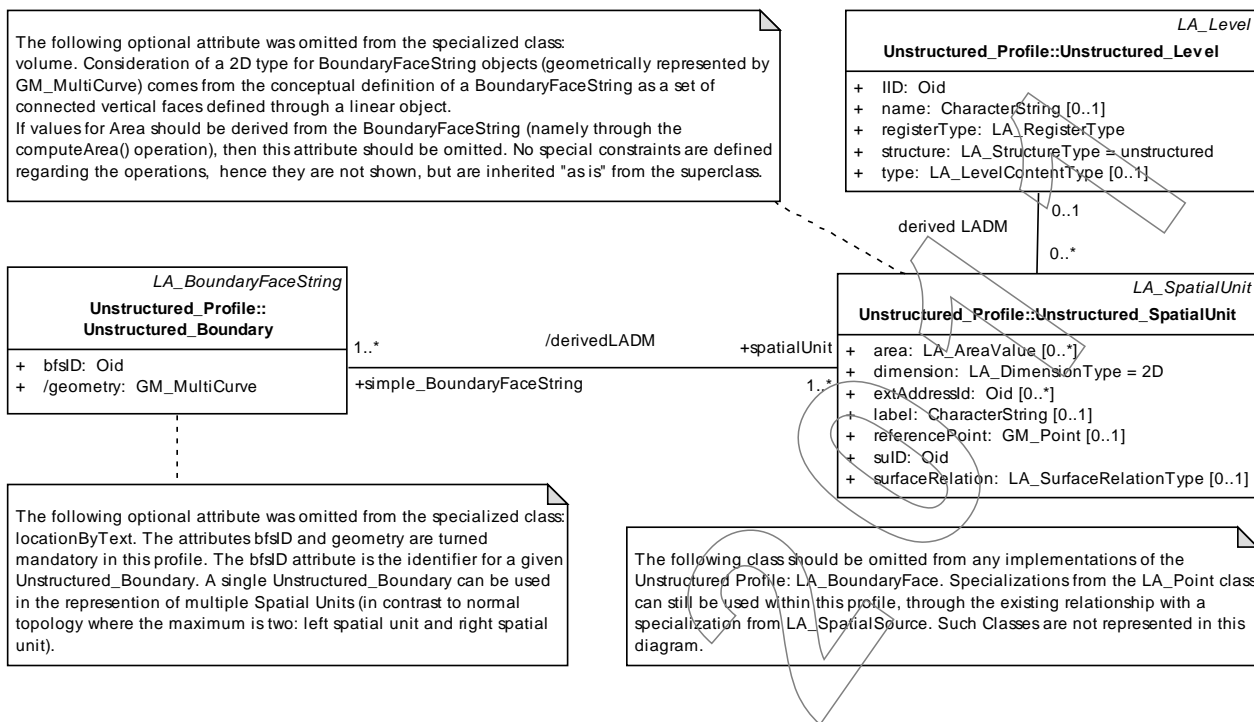 The following optional attribute was omitted from the specialized class:
volume. Consideration of a 2D type for BoundaryFaceString objects (geometrically represented by
GM_MultiCurve) comes from the conceptual definition of a BoundaryFaceString as a set of
connected vertical faces defined through a linear object.
If values for Area should be derived from the BoundaryFaceString (namely through the
computeArea() operation), then this attribute should be omitted. No special constraints are defined
regarding the operations, hence they are not shown, but are inherited "as is" from the superclass.
LA_Level
Unstructured_Profile::Unstructured_Level
+ lID: Oid
+ name: CharacterString [0..1]
+ registerType: LA_RegisterType
+ structure: LA_StructureType = unstructured
+ type: LA_LevelContentType [0..1]
0..1
derived LADM
0..*
LA_BoundaryFaceString
Unstructured_Profile::
Unstructured_Boundary
+ bfsID: Oid
+ /geometry: GM_MultiCurve
1..*
/derivedLADM
+spatialUnit
+simple_BoundaryFaceString
1..*
LA_SpatialUnit
Unstructured_Profile::Unstructured_SpatialUnit
+ area: LA_AreaValue [0..*]
+ dimension: LA_DimensionType = 2D
+ extAddressId: Oid [0..*]
+ label: CharacterString [0..1]
+ referencePoint: GM_Point [0..1]
+ suID: Oid
+ surfaceRelation: LA_SurfaceRelationType [0..1]
The following optional attribute was omitted from the specialized class:
locationByText. The attributes bfsID and geometry are turned
mandatory in this profile. The bfsID attribute is the identifier for a given
Unstructured_Boundary. A single Unstructured_Boundary can be used
in the represention of multiple Spatial Units (in contrast to normal
topology where the maximum is two: left spatial unit and right spatial
unit).
The following class should be omitted from any implementations of the
Unstructured Profile: LA_BoundaryFace. Specializations from the LA_Point class
can still be used within this profile, through the existing relationship with a
specialization from LA_SpatialSource. Such Classes are not represented in this
diagram.
2011